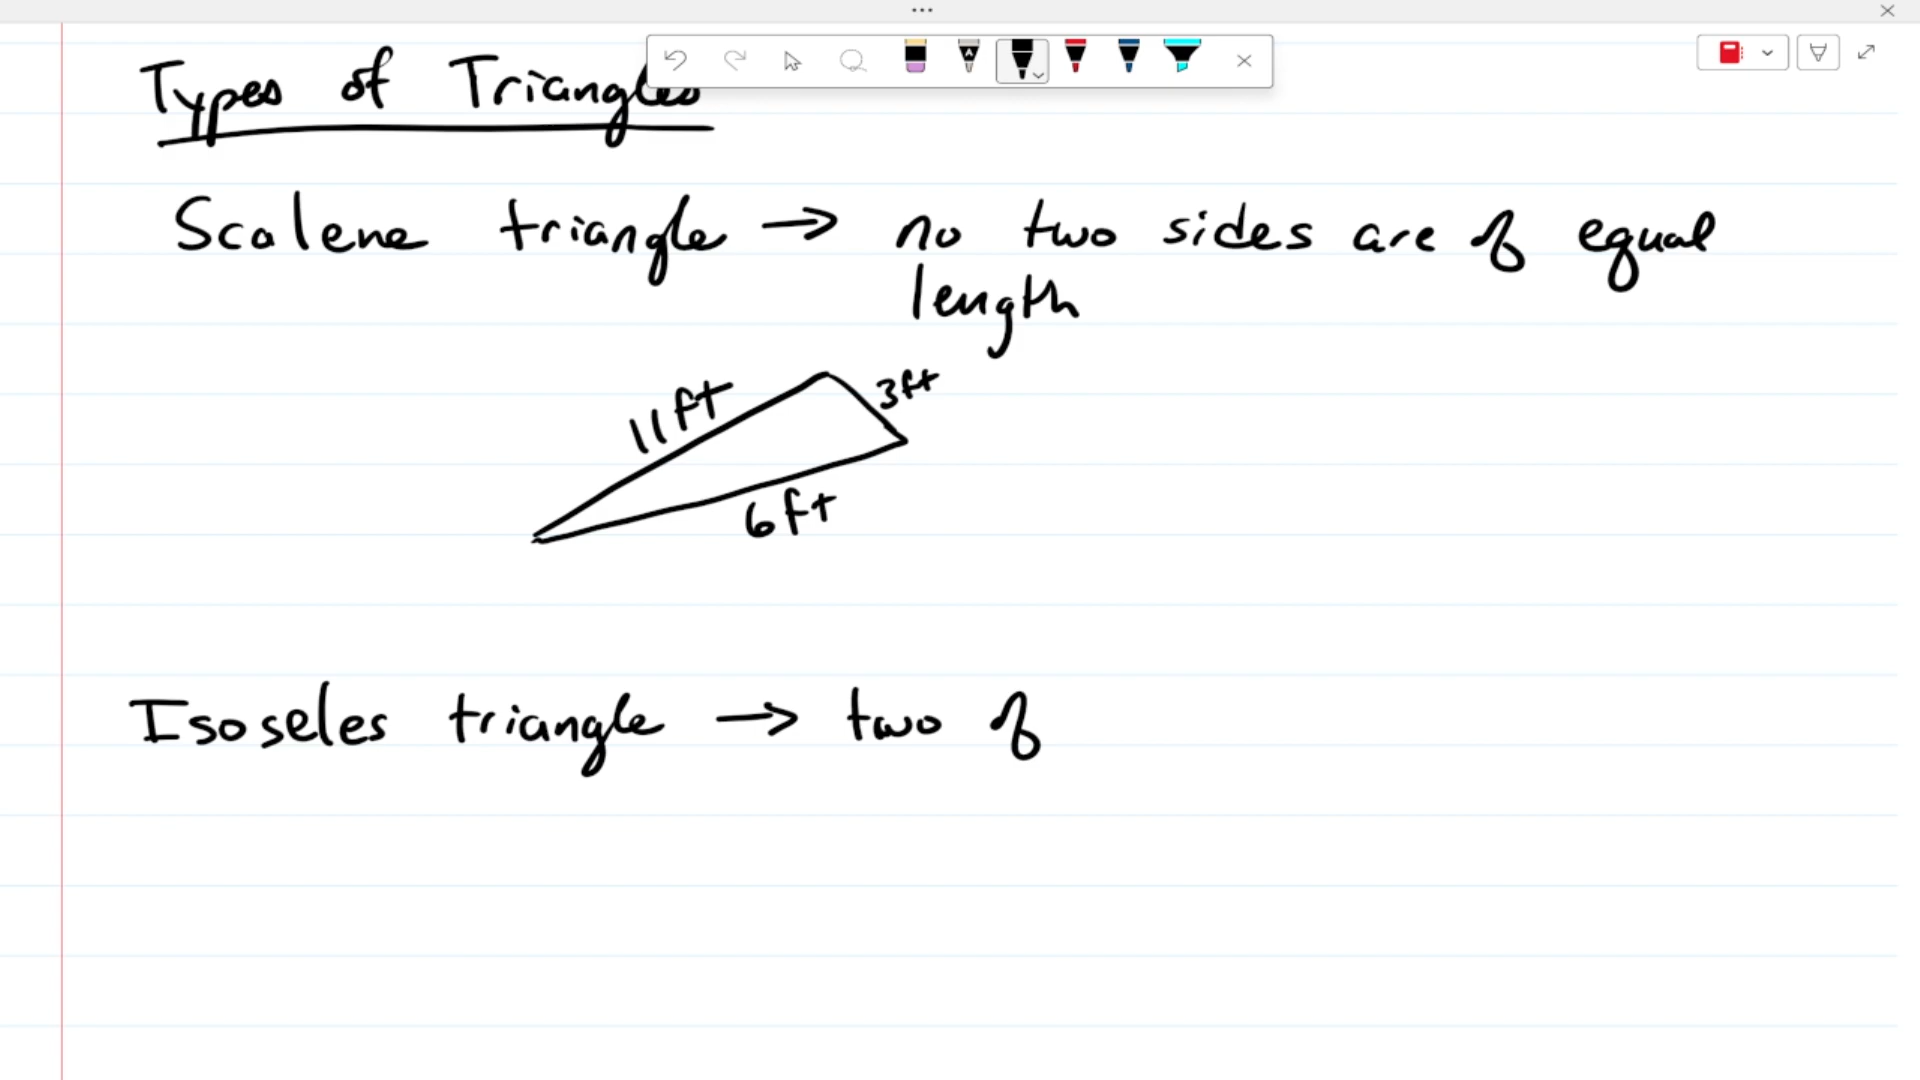 Types of Triangles
Scalene triangle → no two sides are of equal
length
11ft
3ft
6ft
Isoseles triangle → two of